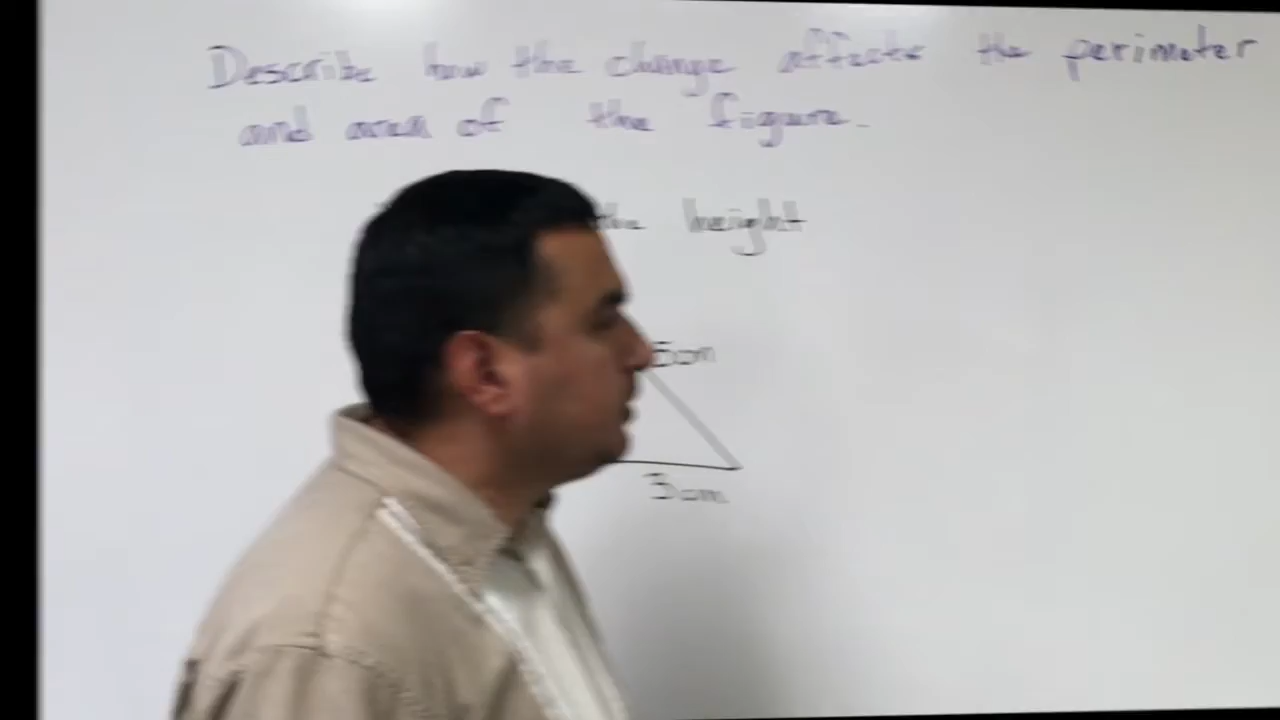 Describe how the change affects the perimeter
and area of the figure.
the height
5cm
3cm